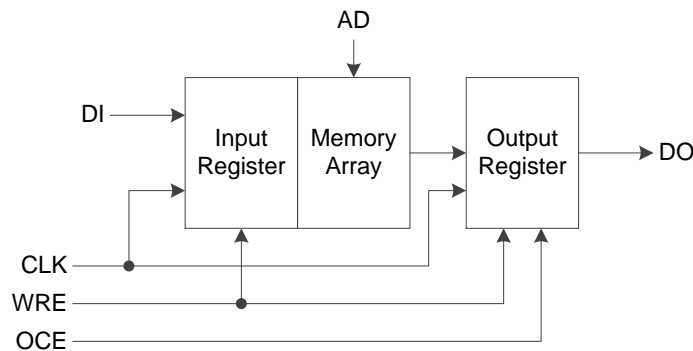 AD
DI
Input
Register
Memory
Array
Output
Register
DO
CLK
WRE
OCE